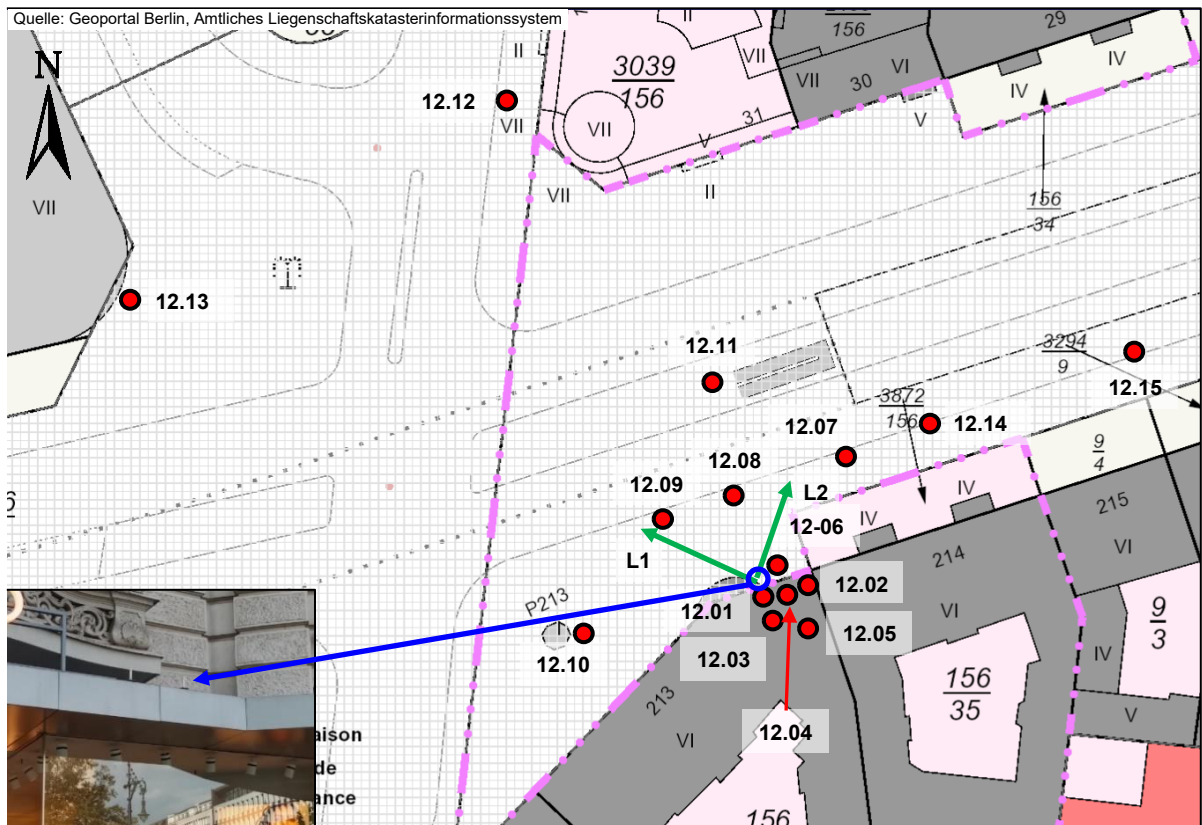 Quelle: Geoportal Berlin, Amtliches Liegenschaftskatasterinformationssystem
II
156
29
N
II
3039
156
VII
VII
VI
IV
IV
30
12.12
VII
VII
31
V
V
VII
VII
II
156
34
12.13
12.11
3294
9
12.15
3872
156
12.07
12.14
12.08
9
4
IV
L2
12.09
12-06
IV
215
L1
214
VI
P213
12.01
12.02
VI
9
3
12.10
12.03
12.05
156
35
IV
213
V
12.04
VI
aison
de
ance
156